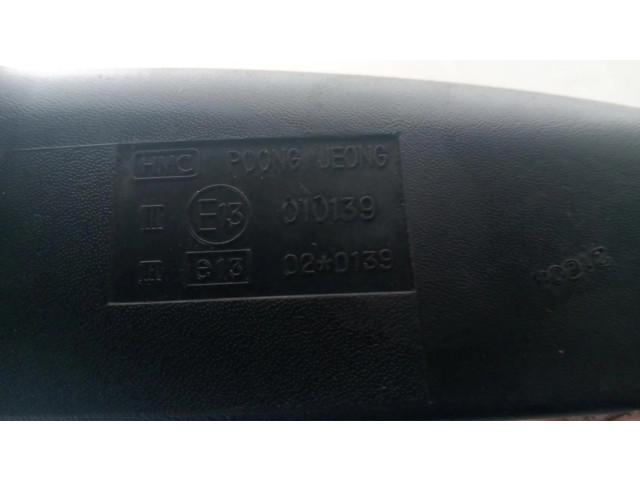 HMC POONG JEONG
II E13 010139
III e13 02*0139